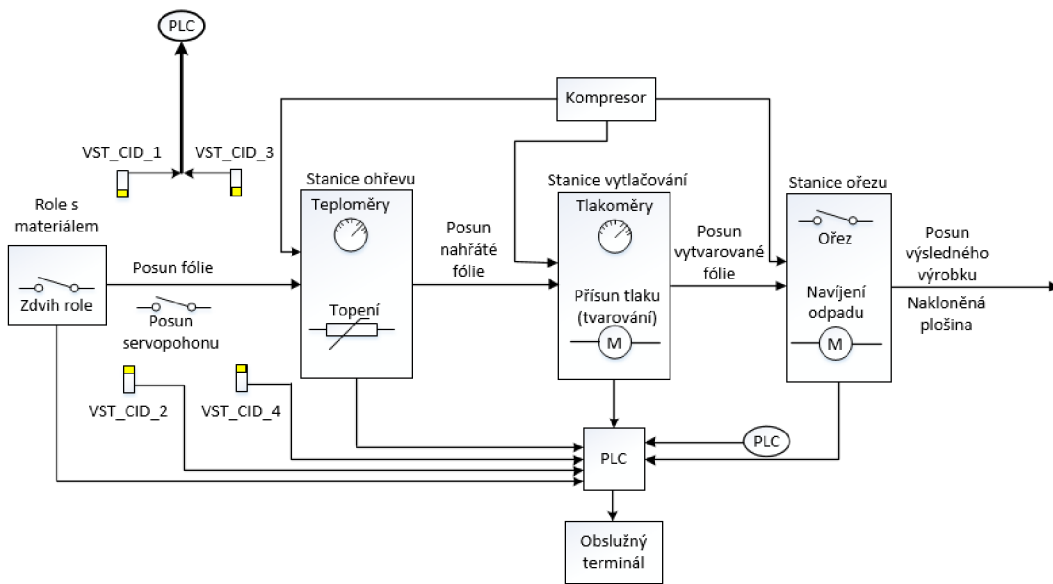 PLC
Kompresor
VST_CID_1
VST_CID_3
Stanice ohřevu
Stanice vytlačování
Stanice ořezu
Role s
materiálem
Teploměry
Tlakoměry
Ořez
Posun
nahřáté
fólie
Posun
vytvarované
fólie
Posun
výsledného
výrobku
Posun fólie
Zdvih role
Posun
servopohonu
Topení
Přísun tlaku
(tvarování)
M
Navíjení
odpadu
M
Nakloněná
plošina
VST_CID_2
VST_CID_4
PLC
PLC
Obslužný
terminál